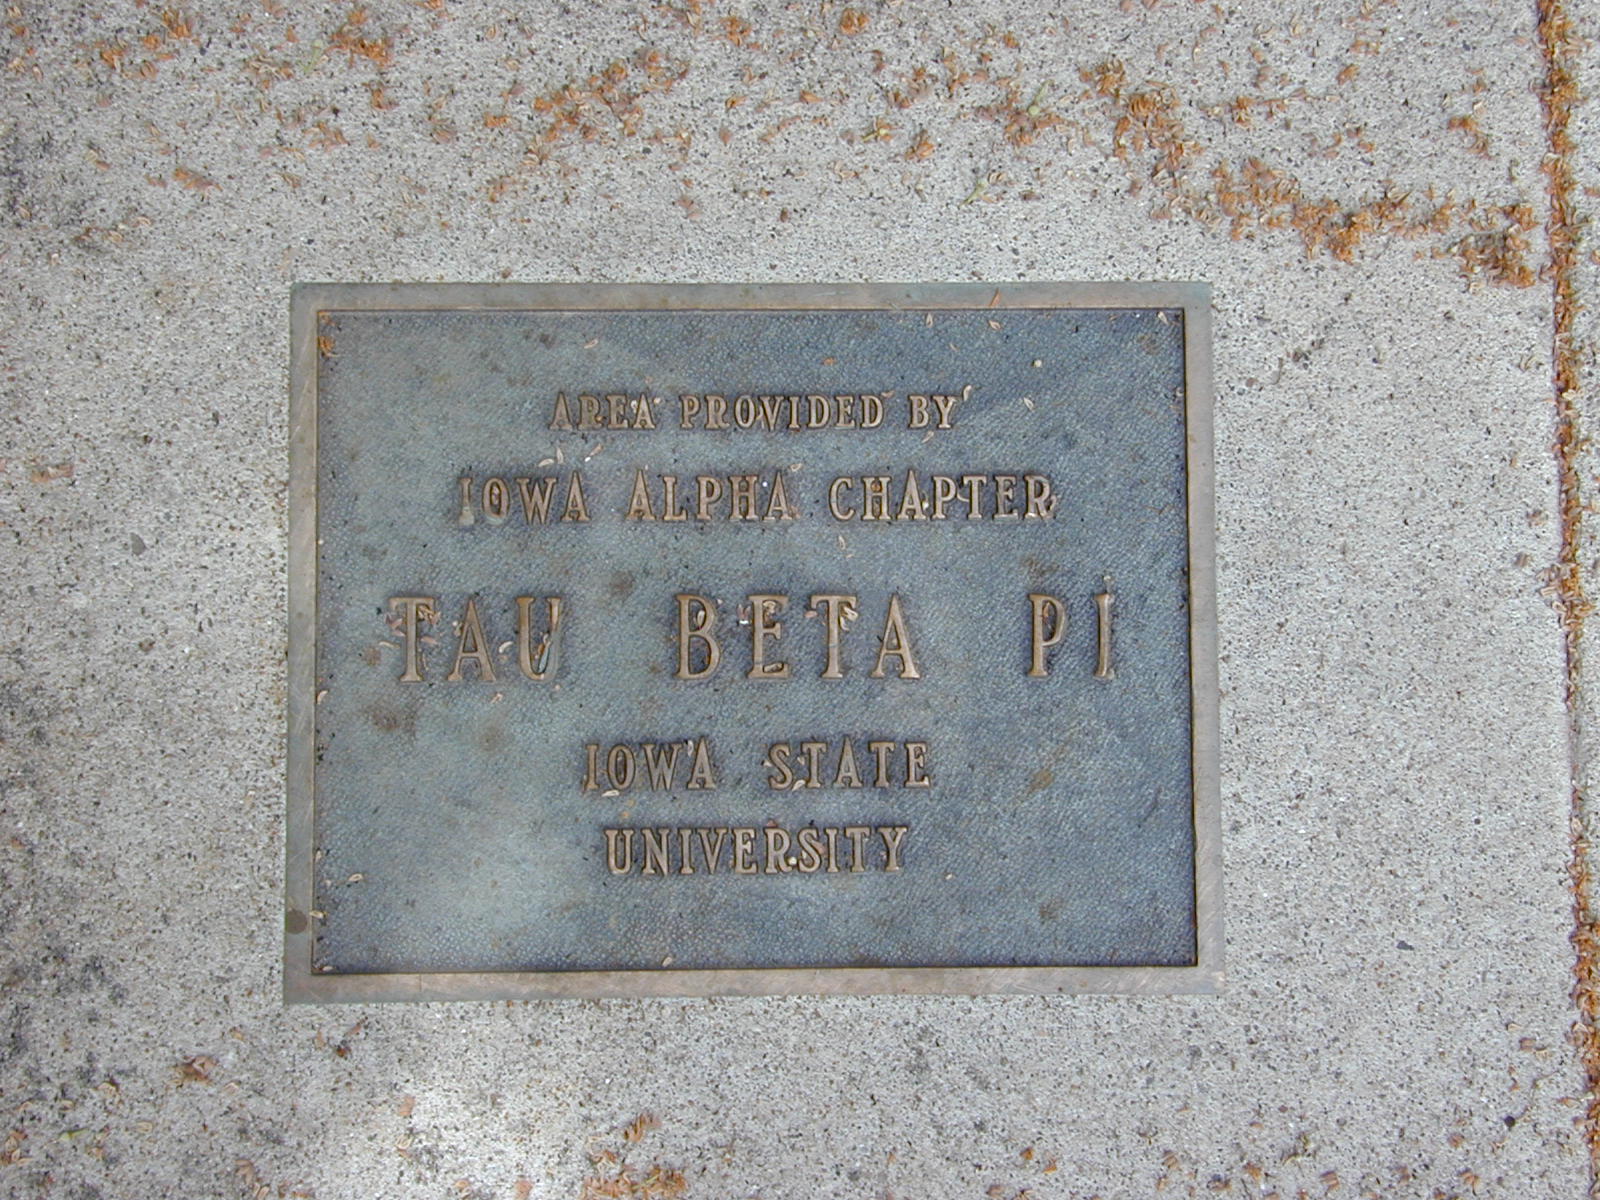 AREA PROVIDED BY
IOWA ALPHA CHAPTER
TAU BETA PI
IOWA STATE
UNIVERSITY